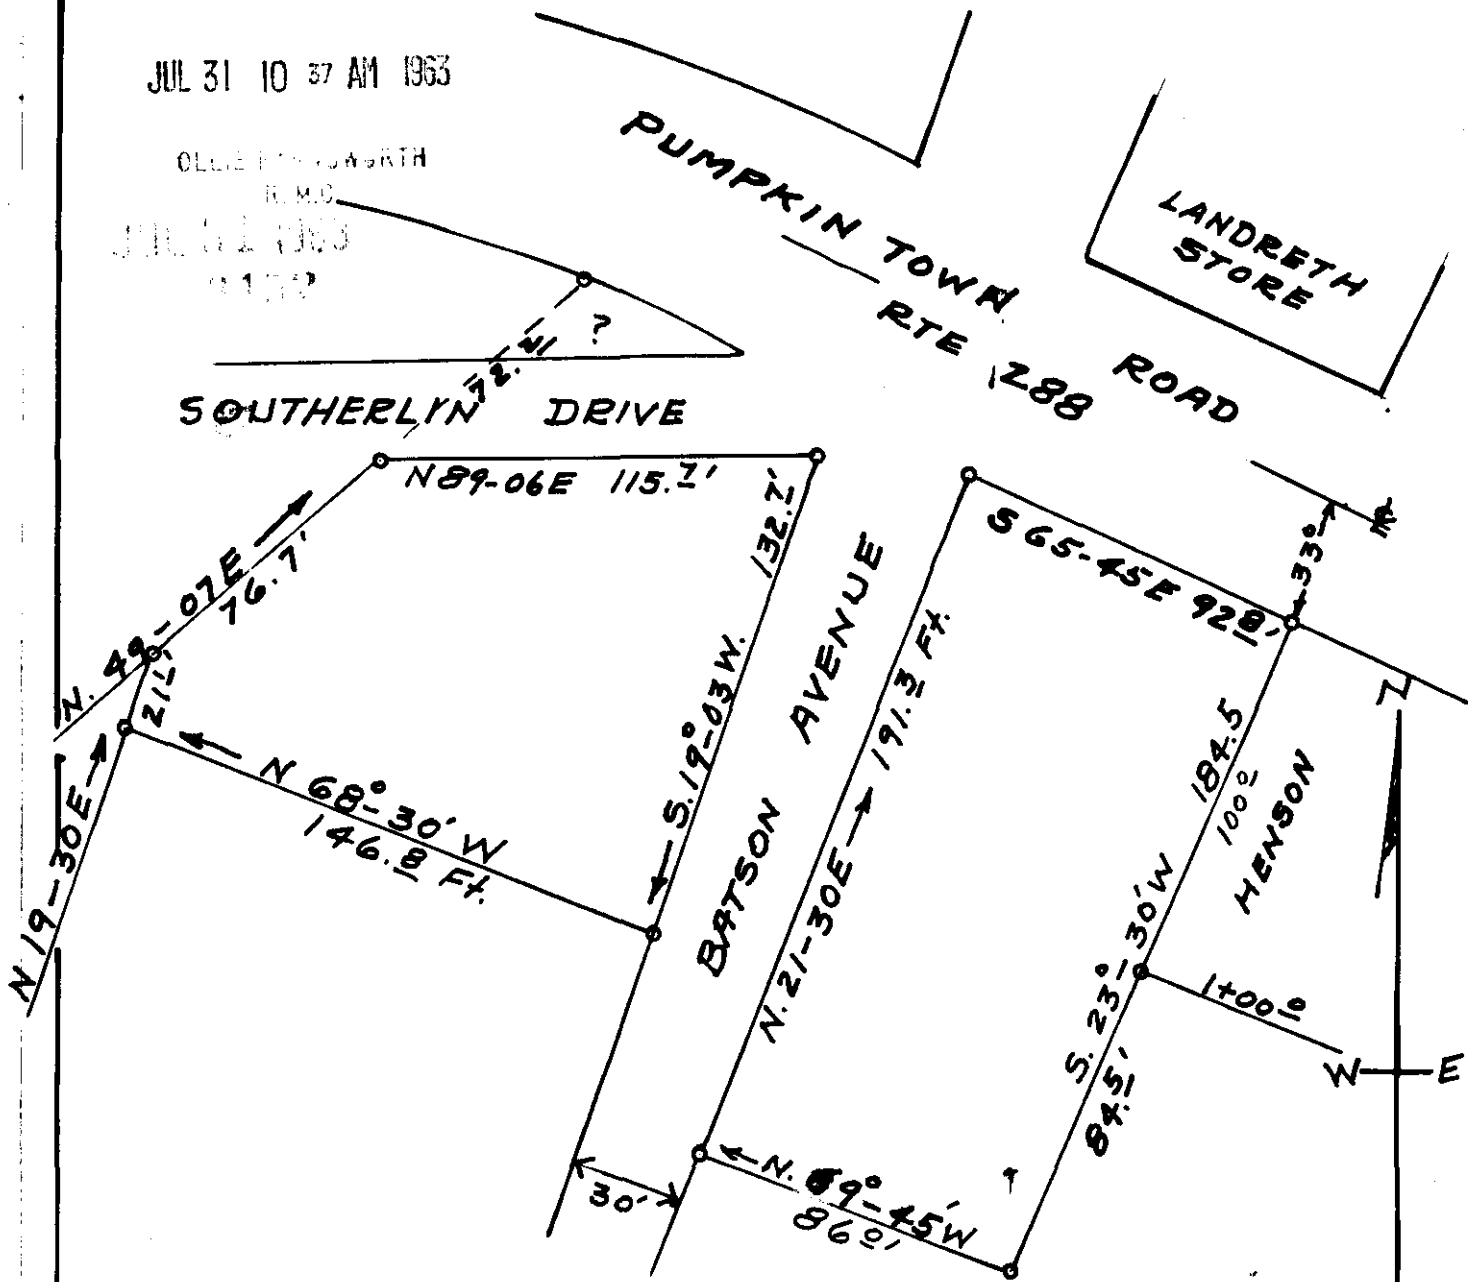 JUL 31 10 37 AM 1963
R. M. C.
PUMPKIN TOWN ROAD
RTE 1288
LANDRETH
STORE
72.21 ?
SOUTHERLYN DRIVE
N 89-06E 115.7'
132.7'
S. 19°-03 W.
N. 49-07E
76.7'
21.1'
N 19-30E
N 68°-30' W
146.8 Ft.
BATSON AVENUE
N. 21-30E 191.3 Ft.
S 65-45E 92.8'
33°
184.5
100.0
HENSON
S. 23°-30'W
84.5'
1+00.0
W E
30'
N. 69°-45'W
86.0'